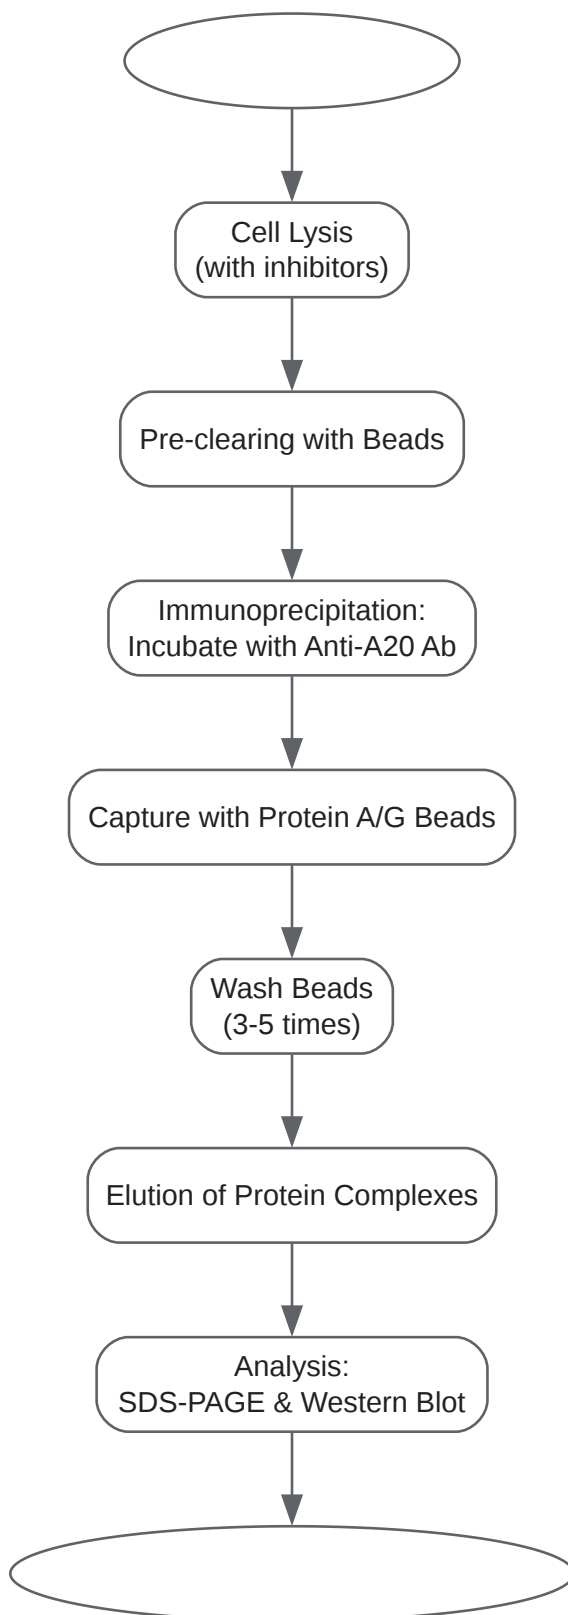 Cell Lysis
(with inhibitors)
Pre-clearing with Beads
Immunoprecipitation:
Incubate with Anti-A20 Ab
Capture with Protein A/G Beads
Wash Beads
(3-5 times)
Elution of Protein Complexes
Analysis:
SDS-PAGE & Western Blot